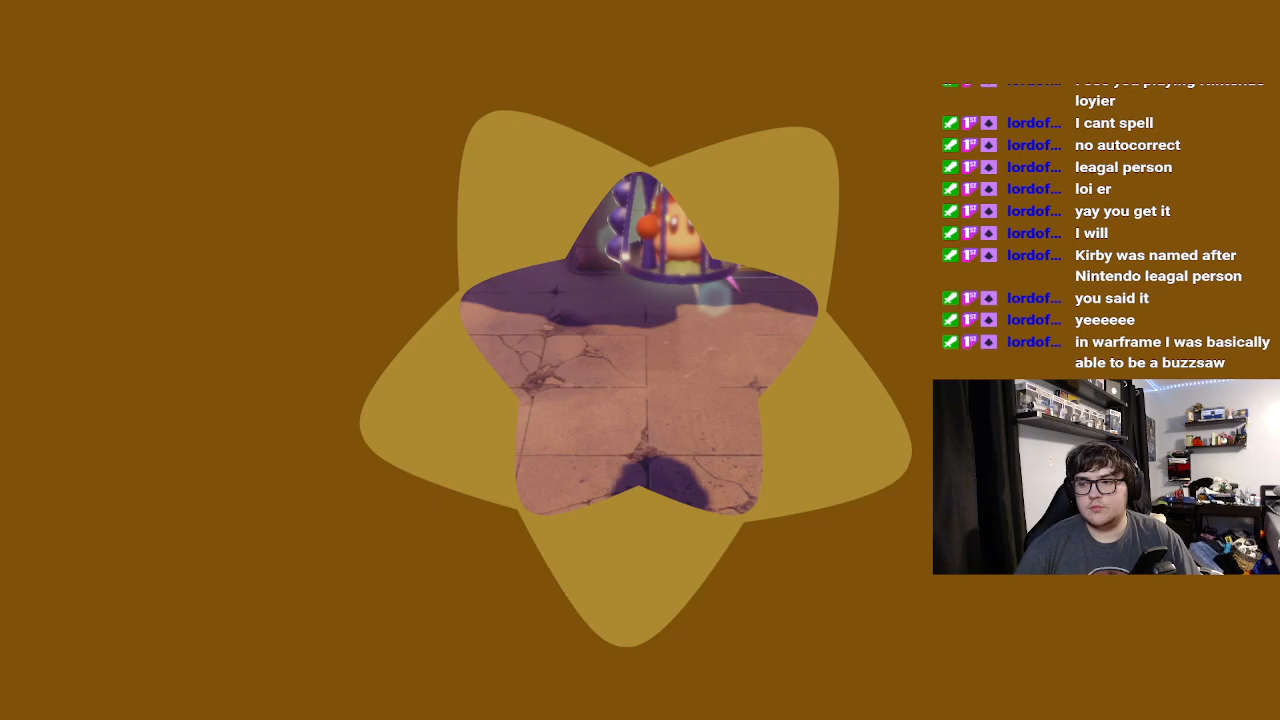 loyier
lordof... I cant spell
lordof... no autocorrect
lordof... leagal person
lordof... loi er
lordof... yay you get it
lordof... I will
lordof... Kirby was named after
Nintendo leagal person
lordof... you said it
lordof... yeeeeee
lordof... in warframe I was basically
able to be a buzzsaw